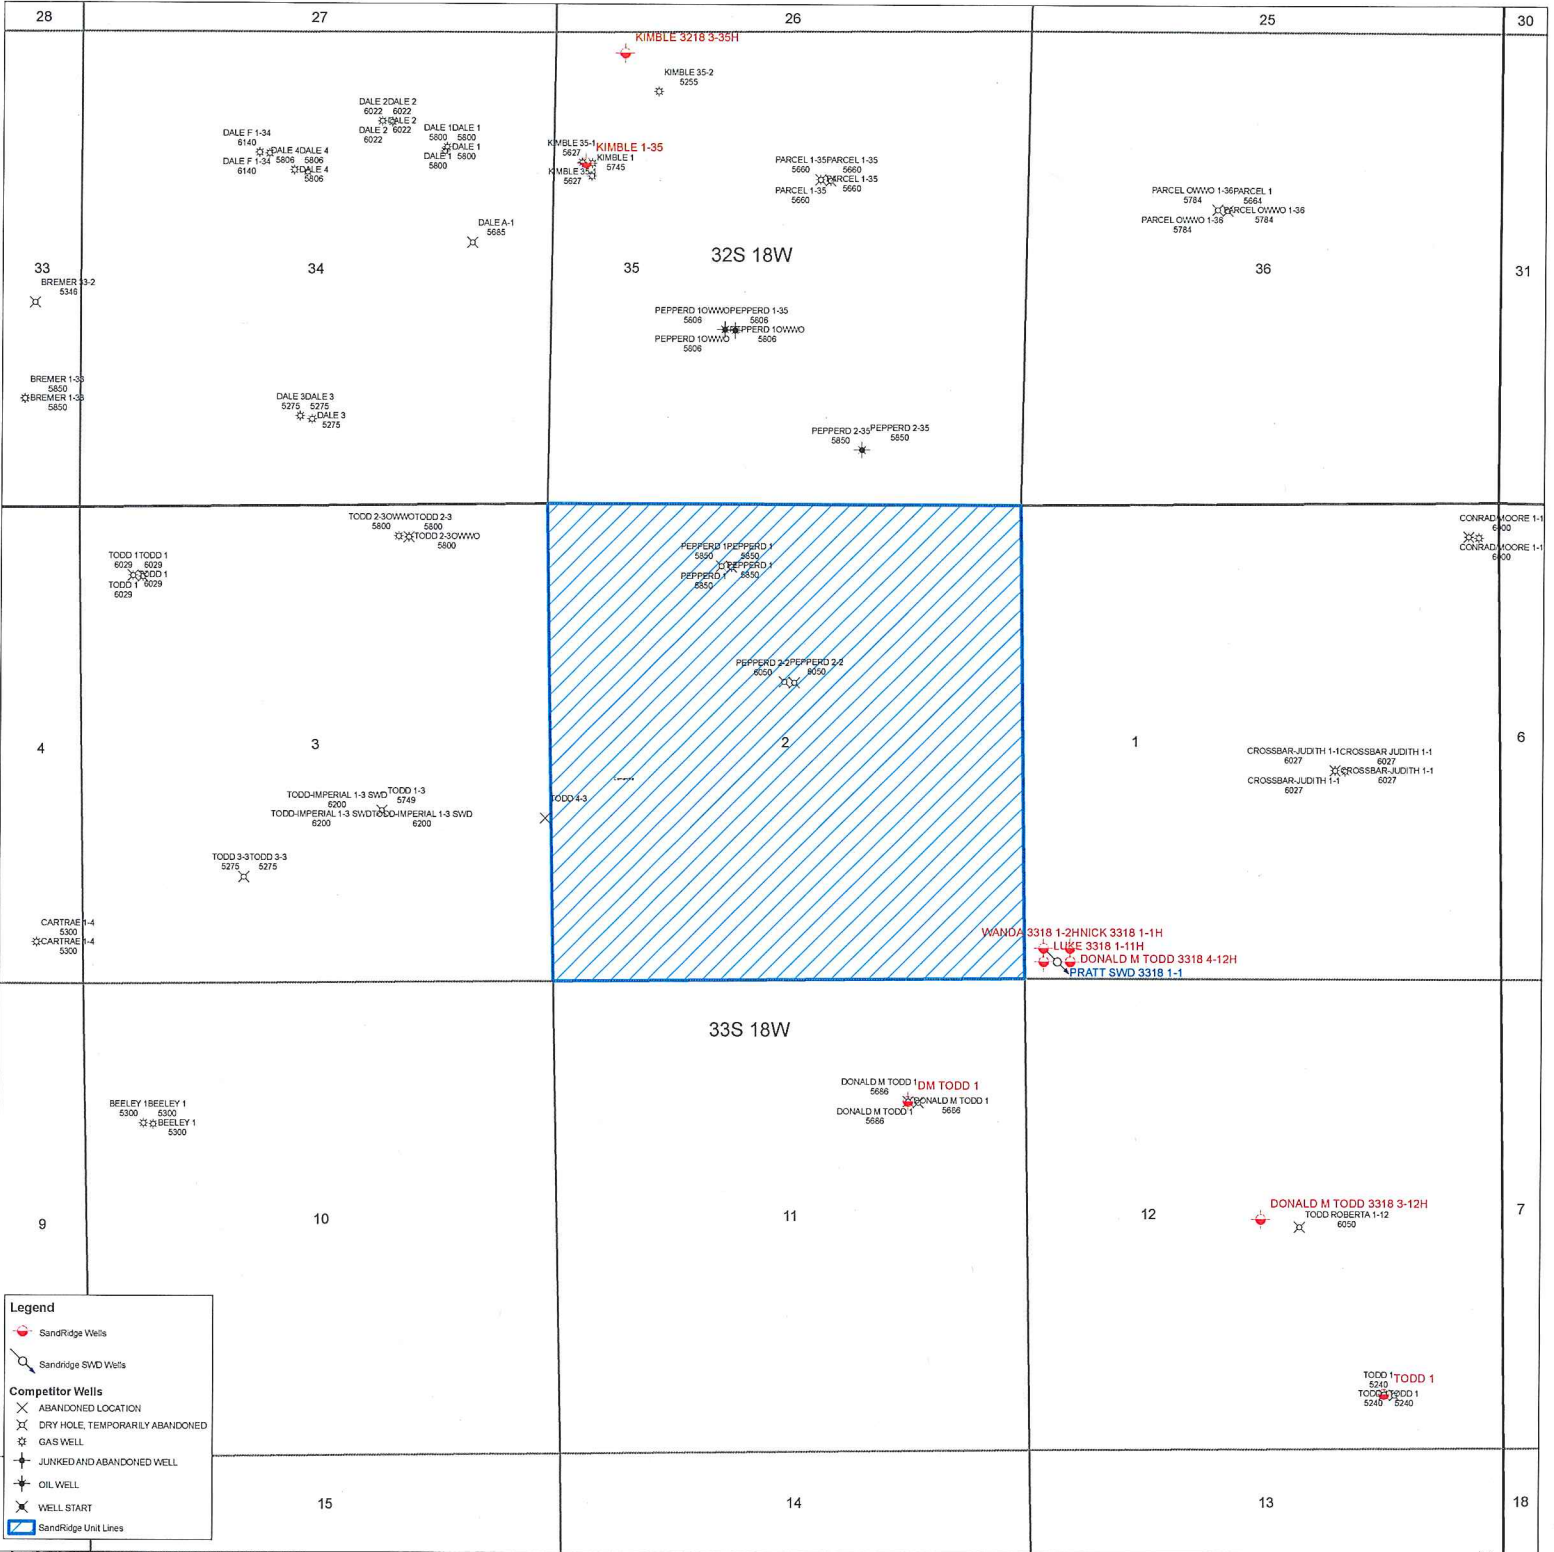 28
27
26
25
30
KIMBLE 3218 3-35H
KIMBLE 35-2
5255
DALE 2DALE 2
6022 6022
DALE 2
DALE 2 6022
6022
DALE 1DALE 1
5800 5800
DALE 1
DALE 1 5800
5800
DALE F 1-34
6140
DALE 4DALE 4
5806 5806
DALE F 1-34
6140
DALE 4
5806
KIMBLE 35-1
5627
KIMBLE 1-35
KIMBLE 1
5745
KIMBLE 35-1
5627
PARCEL 1-35PARCEL 1-35
5660 5660
PARCEL 1-35
PARCEL 1-35 5660
5660
PARCEL OWWO 1-36PARCEL 1
5784 5664
PARCEL OWWO 1-36
PARCEL OWWO 1-36 5784
5784
DALE A-1
5685
32S 18W
33
34
35
36
31
BREMER 33-2
5346
PEPPERD 1OWWOPEPPERD 1-35
5806 5806
PEPPERD 1OWWO
PEPPERD 1OWWO 5806
5806
BREMER 1-33
5850
BREMER 1-33
5850
DALE 3DALE 3
5275 5275
DALE 3
5275
PEPPERD 2-35PEPPERD 2-35
5850 5850
TODD 2-3OWWOTODD 2-3
5800 5800
TODD 2-3OWWO
5800
CONRAD/MOORE 1-1
6000
CONRAD/MOORE 1-1
6000
TODD 1TODD 1
6029 6029
TODD 1
TODD 1 6029
6029
PEPPERD 1PEPPERD 1
5850 5850
PEPPERD 1
PEPPERD 1 5850
5850
PEPPERD 2-2PEPPERD 2-2
6050 6050
4
3
2
1
6
CROSSBAR-JUDITH 1-1CROSSBAR JUDITH 1-1
6027 6027
CROSSBAR-JUDITH 1-1
CROSSBAR-JUDITH 1-1 6027
6027
TODD-IMPERIAL 1-3 SWD TODD 1-3
6200 5749
TODD-IMPERIAL 1-3 SWDTODD-IMPERIAL 1-3 SWD
6200 6200
TODD 4-3
TODD 3-3TODD 3-3
5275 5275
CARTRAE 1-4
5300
CARTRAE 1-4
5300
WANDA 3318 1-2HNICK 3318 1-1H
LUKE 3318 1-11H
DONALD M TODD 3318 4-12H
PRATT SWD 3318 1-1
33S 18W
DONALD M TODD 1 DM TODD 1
5686
DONALD M TODD 1
DONALD M TODD 1 5686
5686
BEELEY 1BEELEY 1
5300 5300
BEELEY 1
5300
9
10
11
12
7
DONALD M TODD 3318 3-12H
TODD ROBERTA 1-12
6050
TODD 1 TODD 1
5240
TODD 1TODD 1
5240 5240
Legend
SandRidge Wells
Sandridge SWD Wells
Competitor Wells
ABANDONED LOCATION
DRY HOLE, TEMPORARILY ABANDONED
GAS WELL
JUNKED AND ABANDONED WELL
OIL WELL
WELL START
SandRidge Unit Lines
15
14
13
18